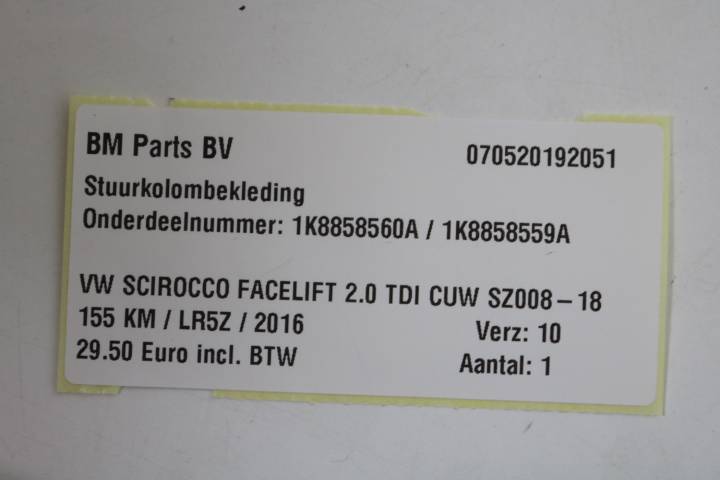 BM Parts BV 070520192051
Stuurkolombekleding
Onderdeelnummer: 1K8858560A / 1K8858559A
VW SCIROCCO FACELIFT 2.0 TDI CUW SZ008-18
155 KM / LR5Z / 2016 Verz: 10
29.50 Euro incl. BTW Aantal: 1